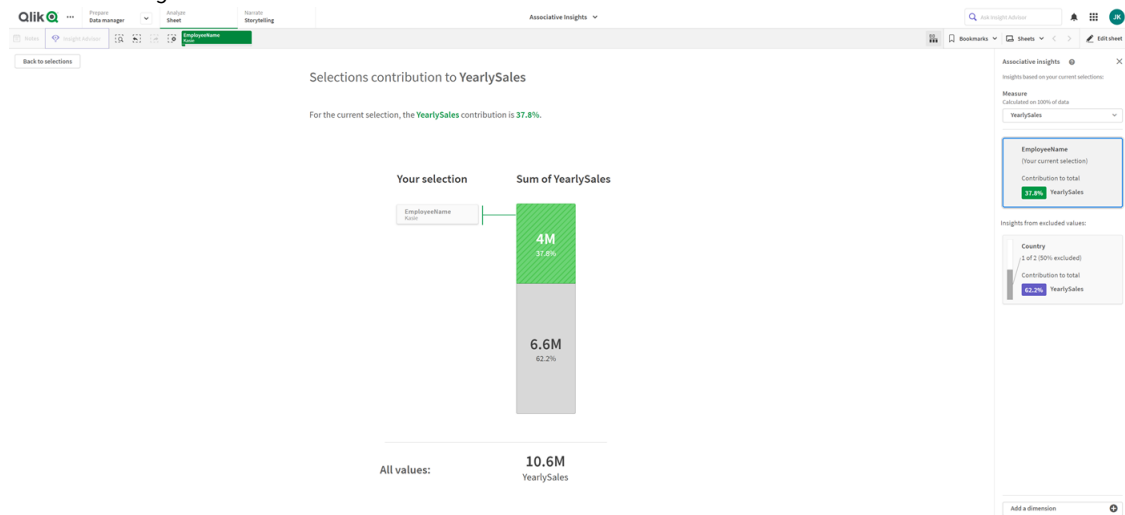 Qlik
Prepare
Data manager
Analyze
Sheet
Narrate
Storytelling
Associative Insights
Ask Insight Advisor
JK
Notes
Insight Advisor
EmployeeName
Kasie
Bookmarks
Sheets
Edit sheet
Back to selections
Selections contribution to YearlySales
For the current selection, the YearlySales contribution is 37.8%.
Your selection
Sum of YearlySales
EmployeeName
Kasie
4M
37.8%
6.6M
62.2%
All values:
10.6M
YearlySales
Associative insights
Insights based on your current selections:
Measure
Calculated on 100% of data
YearlySales
EmployeeName
(Your current selection)
Contribution to total
37.8% YearlySales
Insights from excluded values:
Country
1 of 2 (50% excluded)
Contribution to total
62.2% YearlySales
Add a dimension